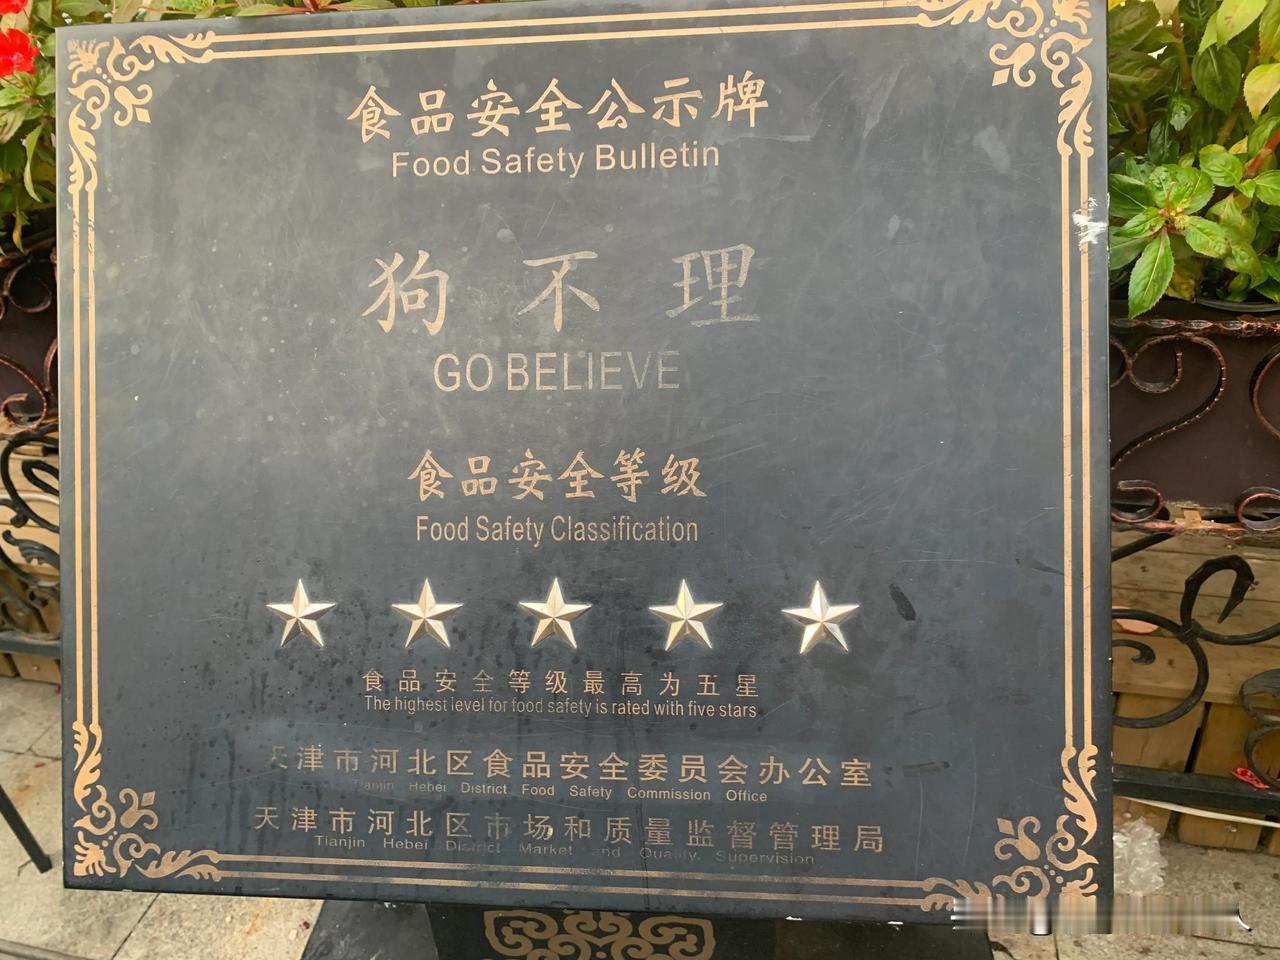 食品安全公示牌
Food Safety Bulletin
狗不理
GO BELIEVE
食品安全等级
Food Safety Classification
食品安全等级最高为五星
The highest level for food safety is rated with five stars
天津市河北区食品安全委员会办公室
Tianjin Hebei District Food Safety Commission Office
天津市河北区市场和质量监督管理局
Tianjin Hebei District Market and Quality Supervision